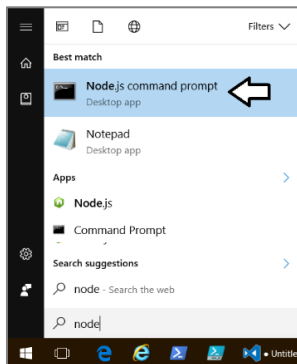 Filters
Best match
Node.js command prompt
Desktop app
Notepad
Desktop app
Apps
Node.js
Command Prompt
Search suggestions
node - Search the web
node
Untitle